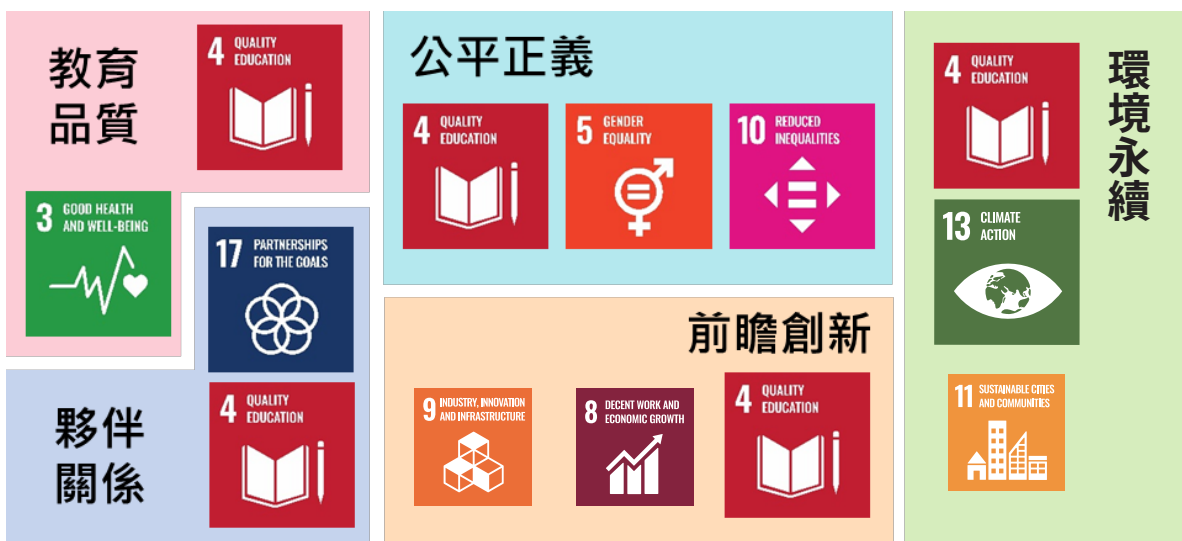 教育
品質
4 QUALITY
EDUCATION
3 GOOD HEALTH
AND WELL-BEING
17 PARTNERSHIPS
FOR THE GOALS
4 QUALITY
EDUCATION
夥伴
關係
公平正義
4 QUALITY
EDUCATION
5 GENDER
EQUALITY
10 REDUCED
INEQUALITIES
前瞻創新
9 INDUSTRY, INNOVATION
AND INFRASTRUCTURE
8 DECENT WORK AND
ECONOMIC GROWTH
4 QUALITY
EDUCATION
環境永續
4 QUALITY
EDUCATION
13 CLIMATE
ACTION
11 SUSTAINABLE CITIES
AND COMMUNITIES